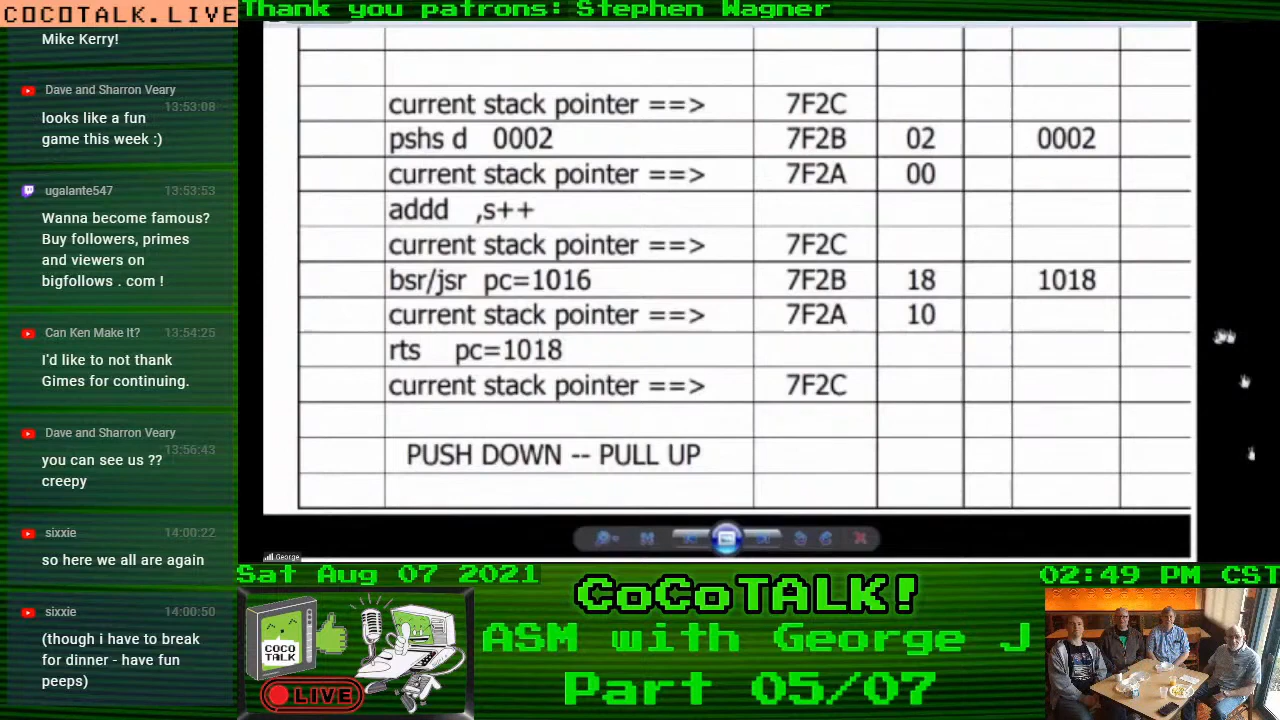 COCOTALK.LIVE
Thank you patrons: Stephen Wagner
Mike Kerry!
Dave and Sharron Veary
13:53:08
looks like a fun
game this week :)
ugalante547
13:53:53
Wanna become famous?
Buy followers, primes
and viewers on
bigfollows . com !
Can Ken Make It?
13:54:25
I'd like to not thank
Gimes for continuing.
Dave and Sharron Veary
13:56:43
you can see us ??
creepy
sixxie
14:00:22
so here we all are again
sixxie
14:00:50
(though i have to break
for dinner - have fun
peeps)
current stack pointer ==> 7F2C
pshs d 0002 7F2B 02 0002
current stack pointer ==> 7F2A 00
addd ,s++
current stack pointer ==> 7F2C
bsr/jsr pc=1016 7F2B 18 1018
current stack pointer ==> 7F2A 10
rts pc=1018
current stack pointer ==> 7F2C
PUSH DOWN -- PULL UP
George
Sat Aug 07 2021
CoCoTALK!
02:49 PM CST
COCO
TALK
LIVE
ASM with George J
Part 05/07